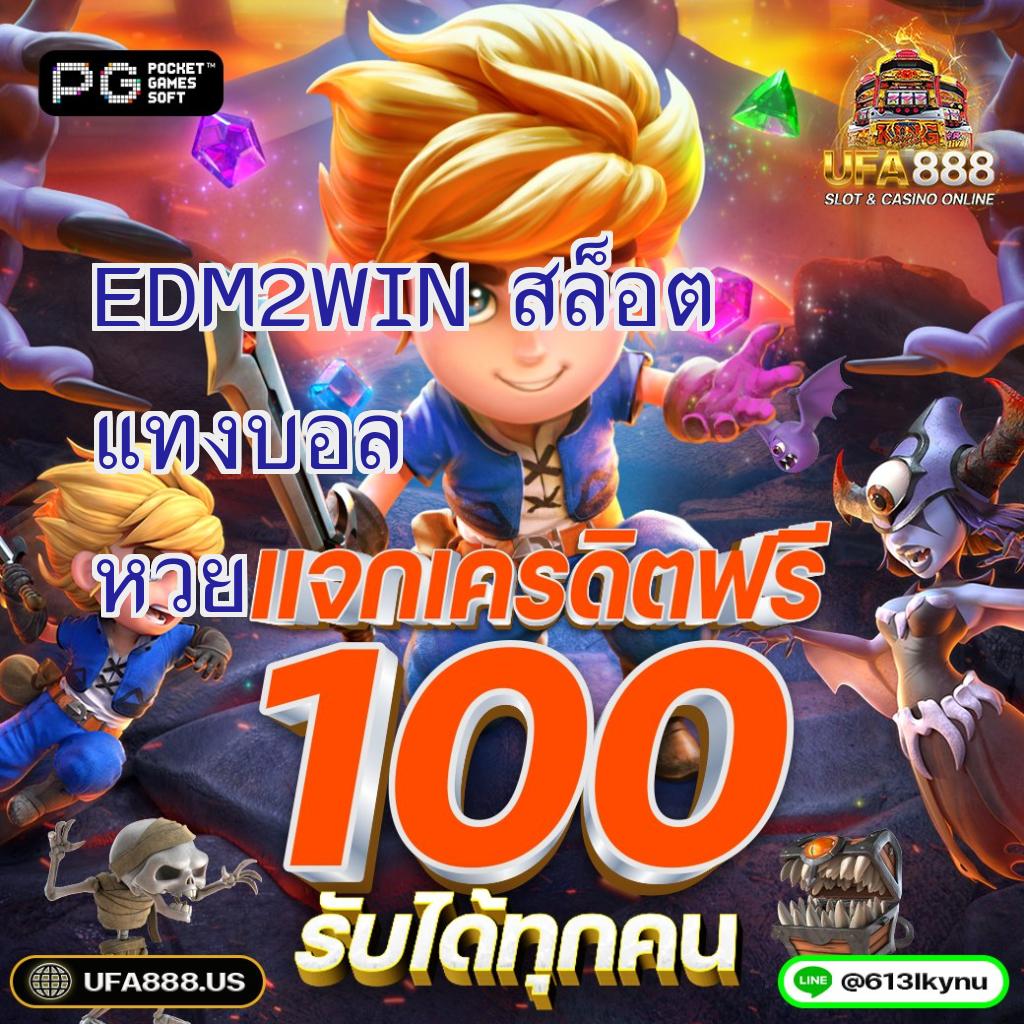 PG POCKET GAMES SOFT™
UFA888
SLOT & CASINO ONLINE
EDM2WIN สล็อต
แทงบอล
หวย
แจกเครดิตฟรี
100
รับได้ทุกคน
UFA888.US
LINE @613lkynu